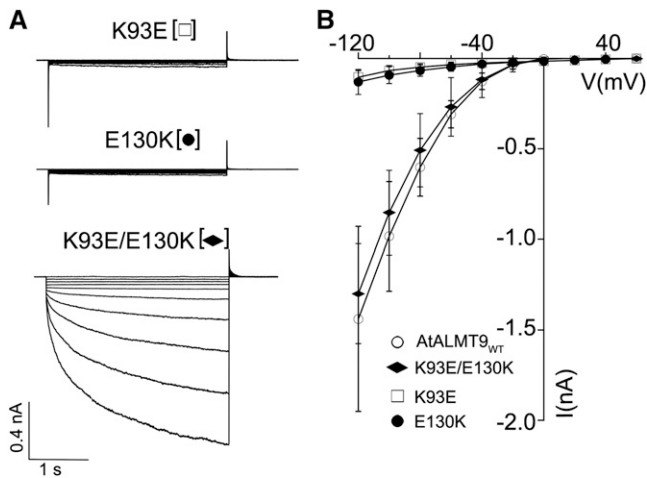 A
K93E [□]
E130K[●]
K93E/E130K [◆]
0.4 nA
1 s
B
-120 -40 40
V(mV)
-0.5
-1.0
-1.5
-2.0
I(nA)
○ AtALMT9WT
◆ K93E/E130K
□ K93E
● E130K